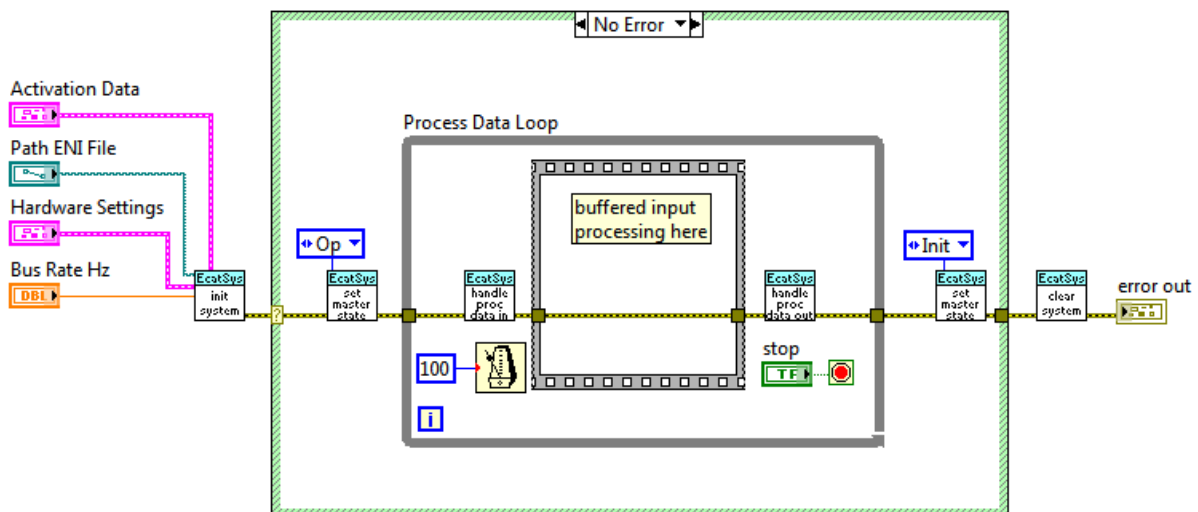 No Error
Activation Data
Path ENI File
Hardware Settings
Bus Rate Hz
DBL
EcatSys
init
system
?
Op
EcatSys
set
master
state
Process Data Loop
EcatSys
handle
proc
data in
100
i
buffered input
processing here
EcatSys
handle
proc
data out
stop
TF
Init
EcatSys
set
master
state
EcatSys
clear
system
error out